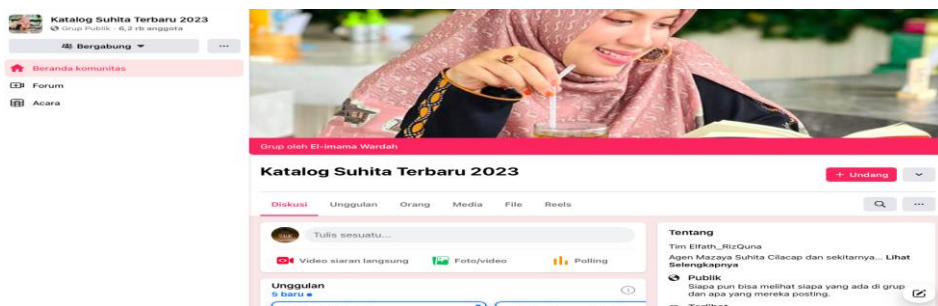 Katalog Suhita Terbaru 2023
Grup Publik · 6,2 rb anggota
Bergabung
Beranda komunitas
Forum
Acara
Grup oleh El-imama Wardah
Katalog Suhita Terbaru 2023
+ Undang
Diskusi Unggulan Orang Media File Reels
Tulis sesuatu...
Video siaran langsung Foto/video Polling
Unggulan
5 baru
Tentang
Tim Elfath_RizQuna
Agen Mazaya Suhita Cilacap dan sekitarnya... Lihat
Selengkapnya
Publik
Siapa pun bisa melihat siapa yang ada di grup
dan apa yang mereka posting.